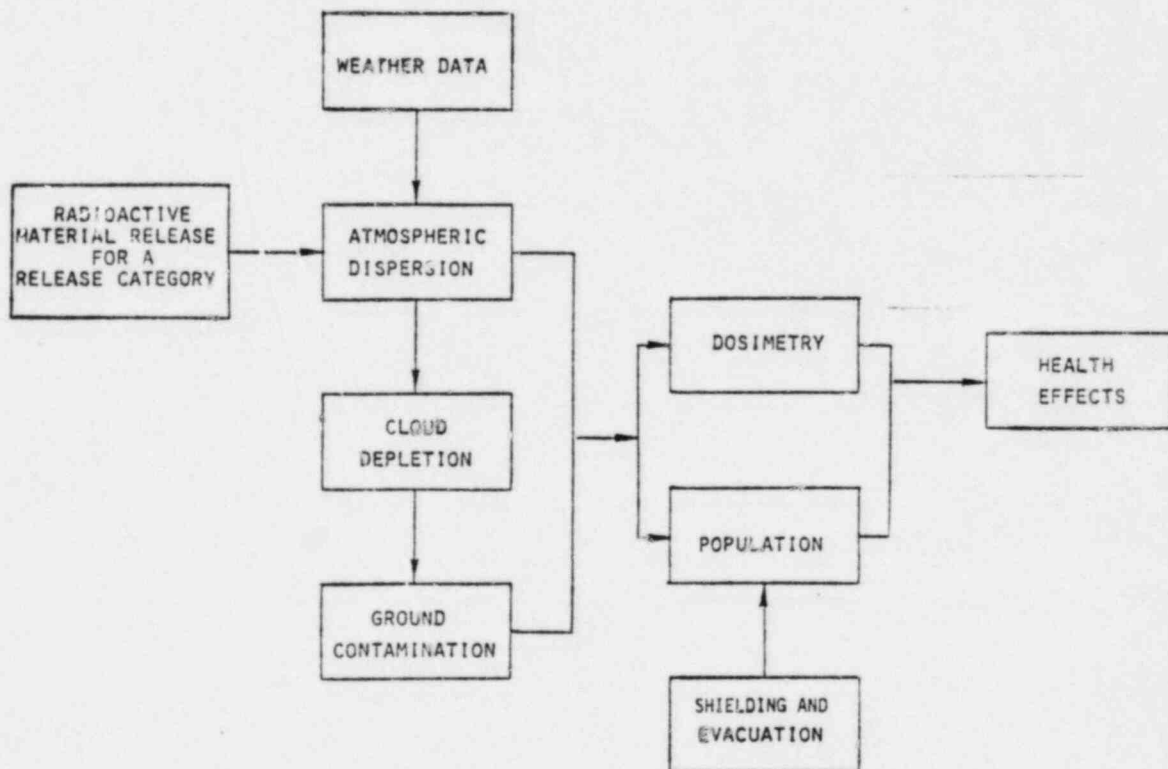 WEATHER DATA
RADIOACTIVE
MATERIAL RELEASE
FOR A
RELEASE CATEGORY
ATMOSPHERIC
DISPERSION
CLOUD
DEPLETION
GROUND
CONTAMINATION
DOSIMETRY
POPULATION
SHIELDING AND
EVACUATION
HEALTH
EFFECTS